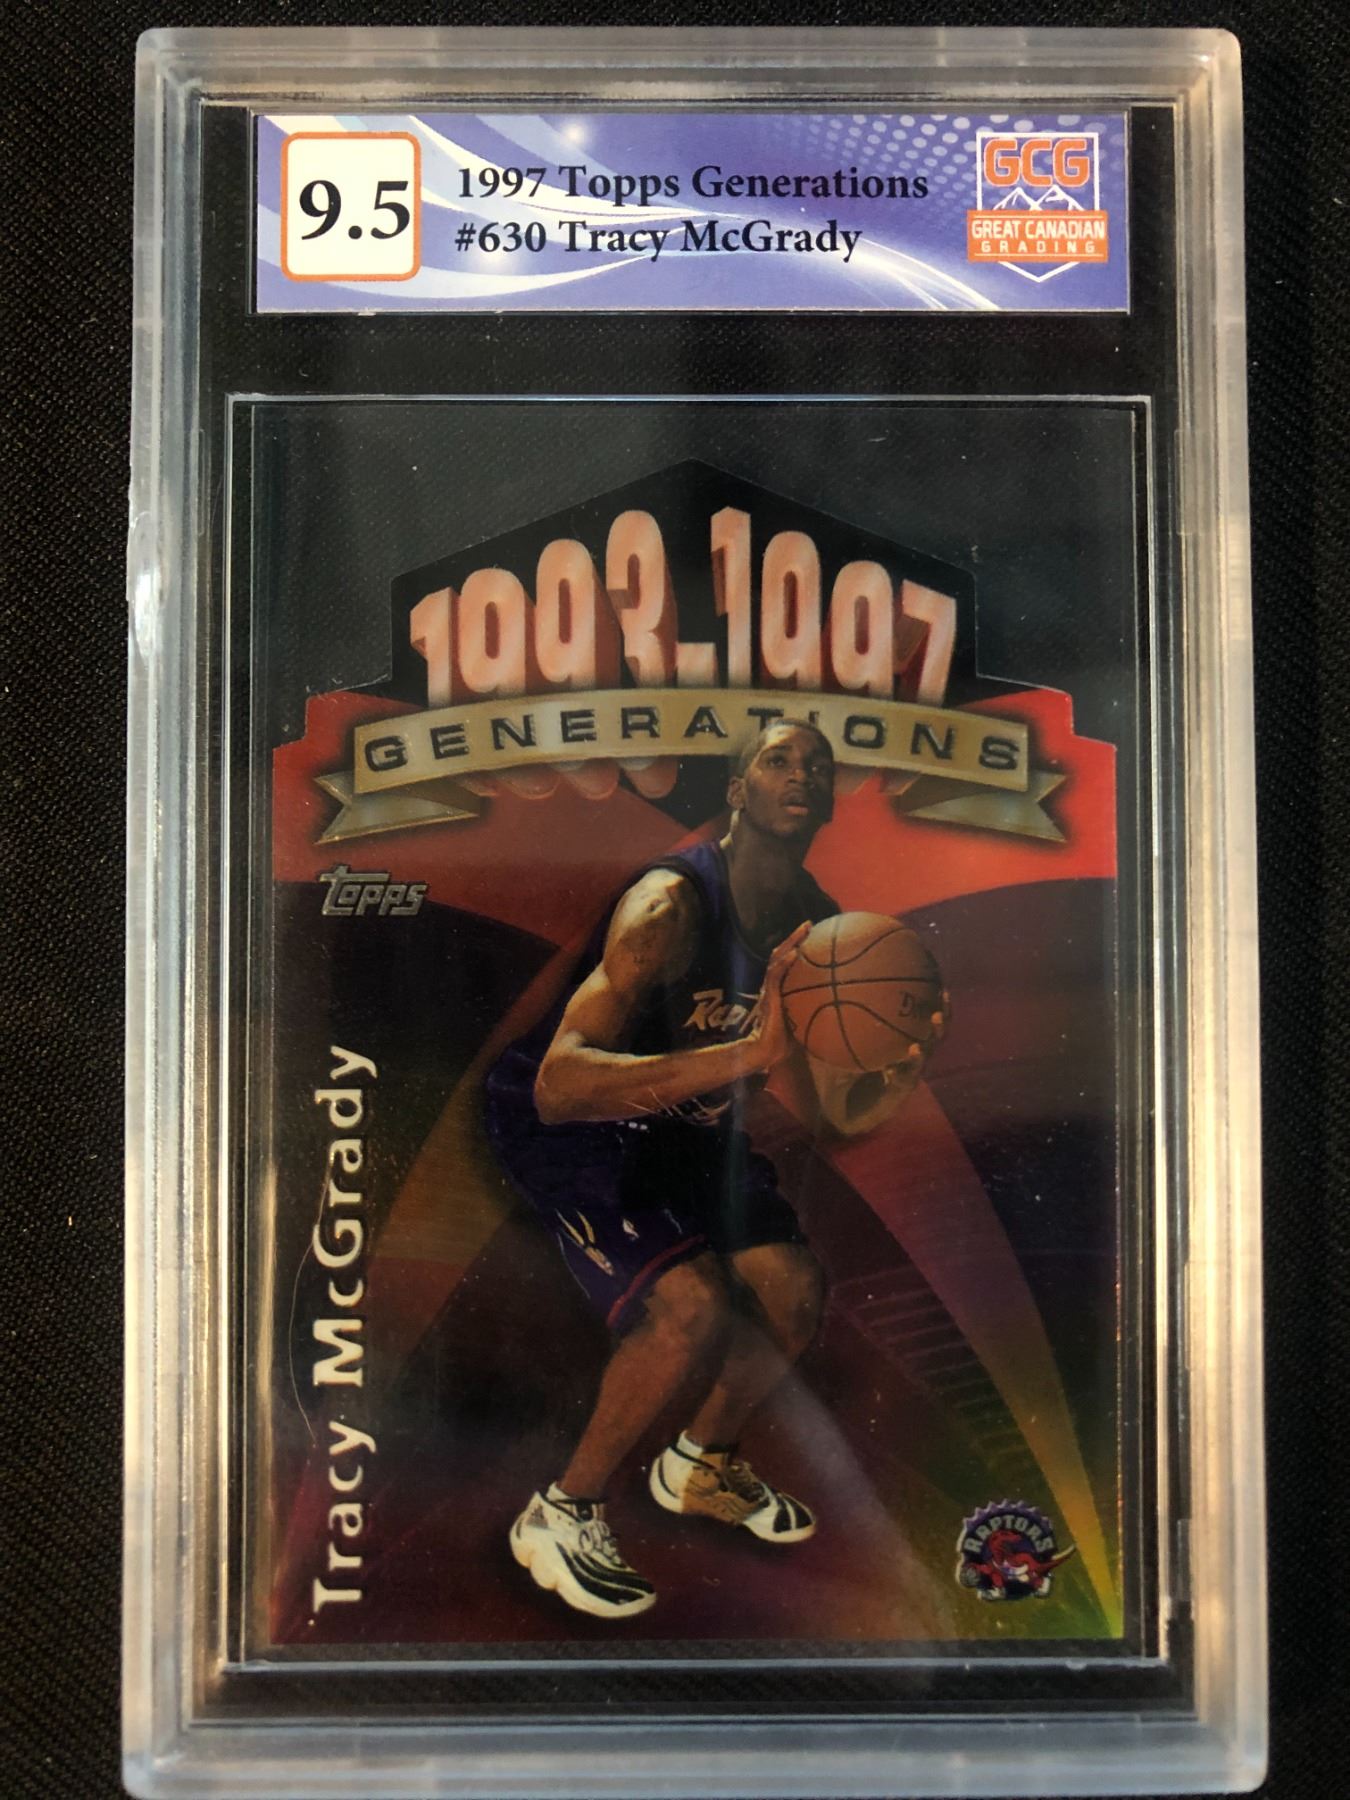 9.5
1997 Topps Generations
#630 Tracy McGrady
GCG
GREAT CANADIAN
GRADING
1993-1997
GENERATIONS
Topps
Tracy McGrady
RAPTORS